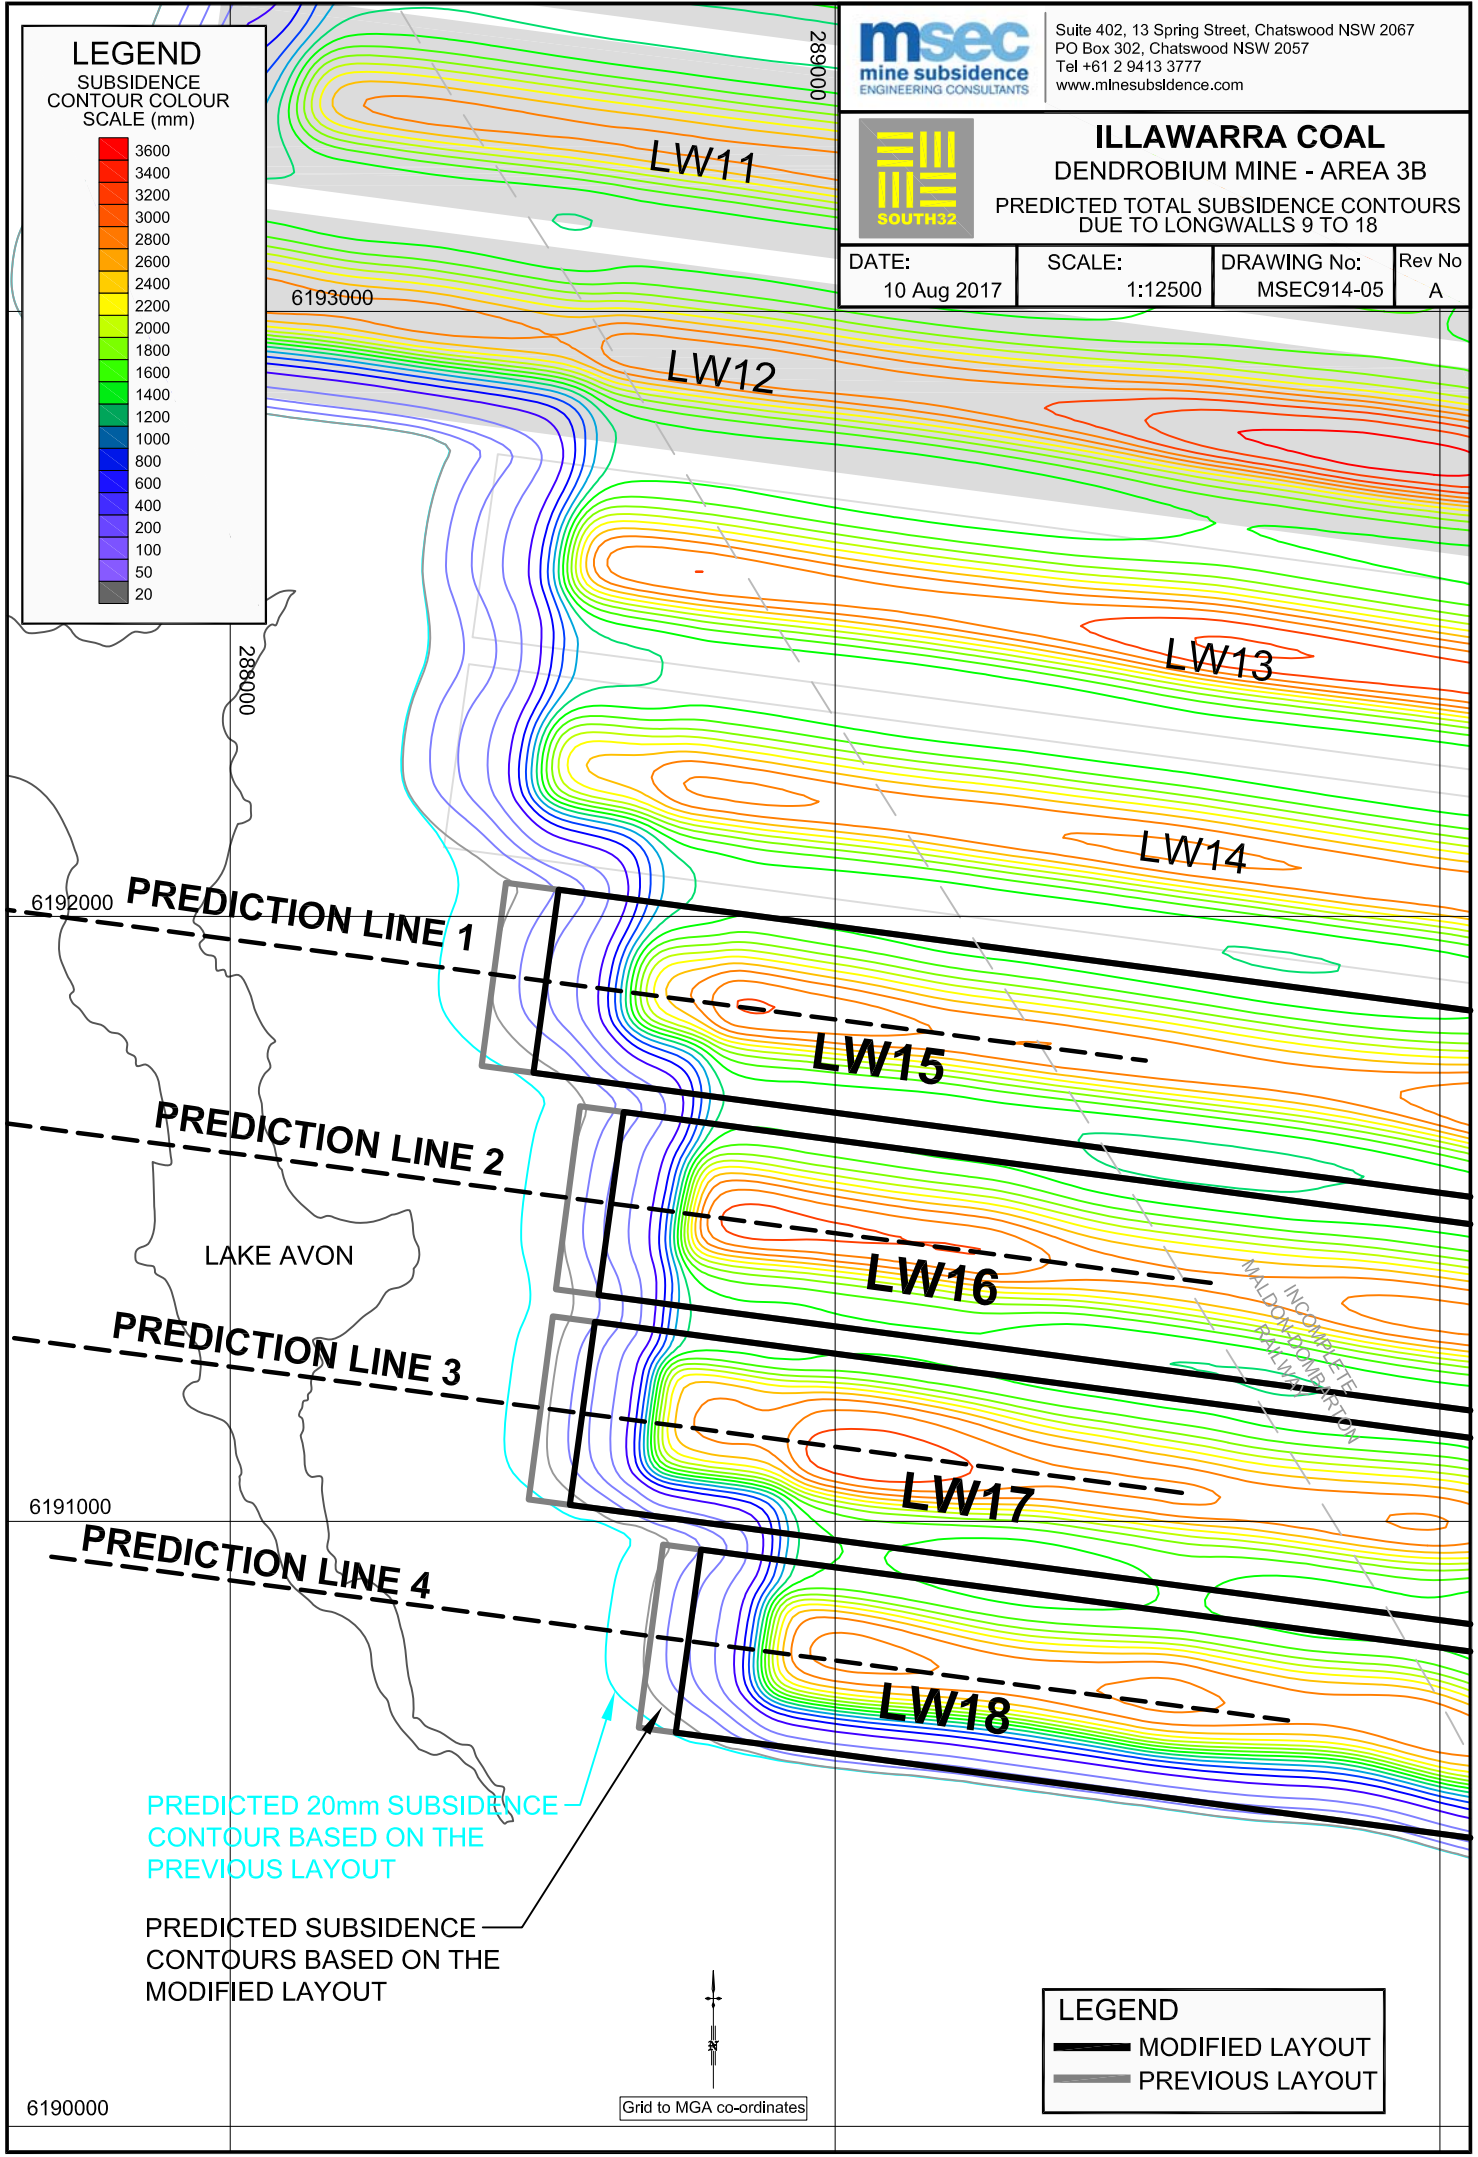 LEGEND
SUBSIDENCE
CONTOUR COLOUR
SCALE (mm)
3600
3400
3200
3000
2800
2600
2400
2200
2000
1800
1600
1400
1200
1000
800
600
400
200
100
50
20
msec
mine subsidence
ENGINEERING CONSULTANTS
Suite 402, 13 Spring Street, Chatswood NSW 2067
PO Box 302, Chatswood NSW 2057
Tel +61 2 9413 3777
www.minesubsidence.com
SOUTH32
ILLAWARRA COAL
DENDROBIUM MINE - AREA 3B
PREDICTED TOTAL SUBSIDENCE CONTOURS
DUE TO LONGWALLS 9 TO 18
DATE:
10 Aug 2017
SCALE:
1:12500
DRAWING No:
MSEC914-05
Rev No
A
289000
LW11
6193000
LW12
LW13
288000
LW14
6192000
PREDICTION LINE 1
LW15
PREDICTION LINE 2
LAKE AVON
LW16
INCOMPLETE
MALDON-DOMBARTON
RAILWAY
PREDICTION LINE 3
LW17
6191000
PREDICTION LINE 4
LW18
PREDICTED 20mm SUBSIDENCE
CONTOUR BASED ON THE
PREVIOUS LAYOUT
PREDICTED SUBSIDENCE
CONTOURS BASED ON THE
MODIFIED LAYOUT
N
Grid to MGA co-ordinates
LEGEND
MODIFIED LAYOUT
PREVIOUS LAYOUT
6190000